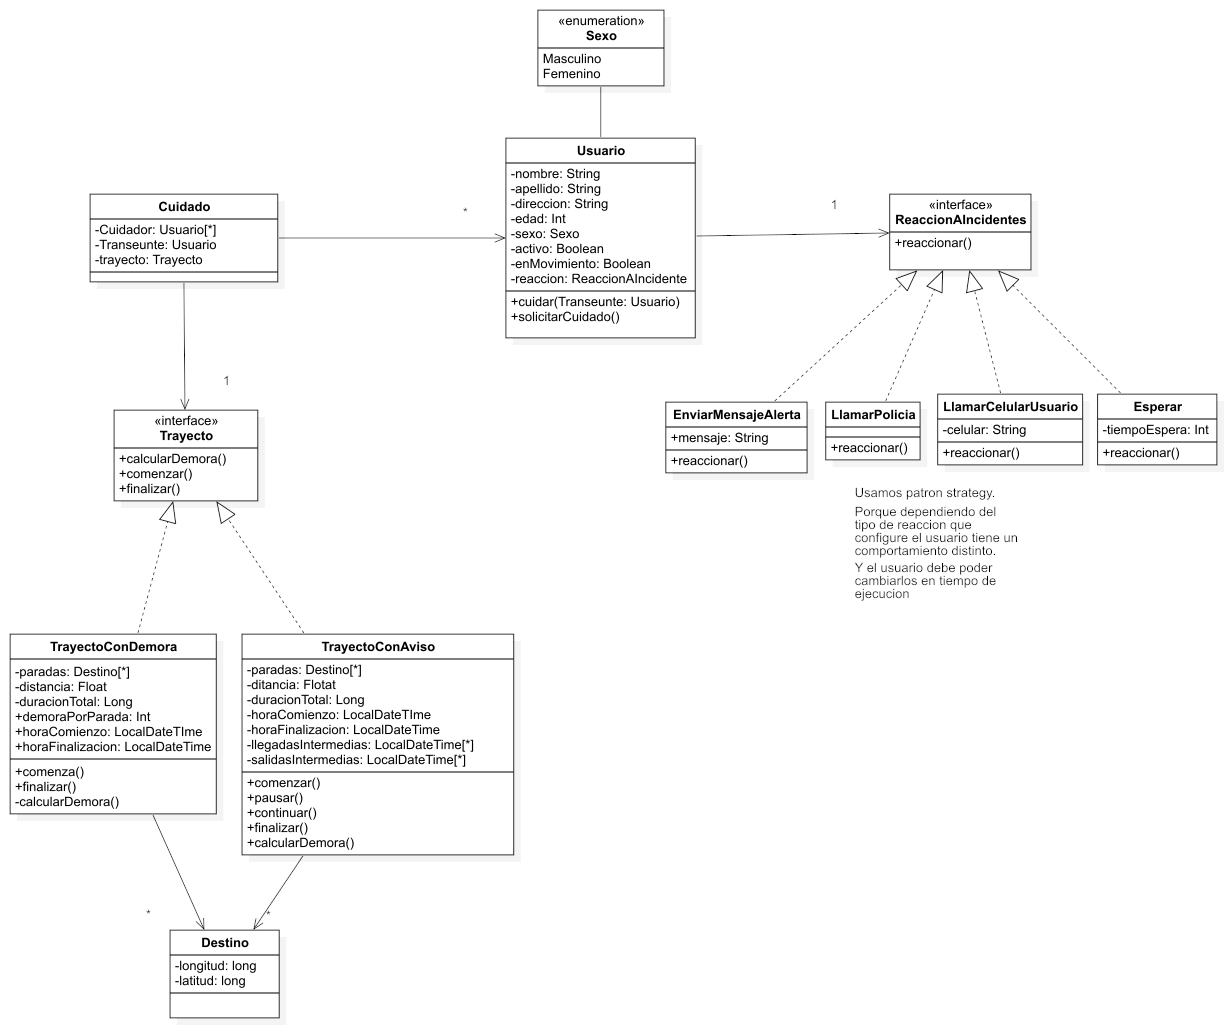 «enumeration»
Sexo
Masculino
Femenino
Usuario
-nombre: String
-apellido: String
-direccion: String
-edad: Int
-sexo: Sexo
-activo: Boolean
-enMovimiento: Boolean
-reaccion: ReaccionAIncidente
+cuidar(Transeunte: Usuario)
+solicitarCuidado()
Cuidado
-Cuidador: Usuario[*]
-Transeunte: Usuario
-trayecto: Trayecto
*
1
«interface»
ReaccionAIncidentes
+reaccionar()
1
«interface»
Trayecto
+calcularDemora()
+comenzar()
+finalizar()
EnviarMensajeAlerta
+mensaje: String
+reaccionar()
LlamarPolicia
+reaccionar()
LlamarCelularUsuario
-celular: String
+reaccionar()
Esperar
-tiempoEspera: Int
+reaccionar()
Usamos patron strategy.
Porque dependiendo del
tipo de reaccion que
configure el usuario tiene un
comportamiento distinto.
Y el usuario debe poder
cambiarlos en tiempo de
ejecucion
TrayectoConDemora
-paradas: Destino[*]
-distancia: Float
-duracionTotal: Long
+demoraPorParada: Int
+horaComienzo: LocalDateTIme
+horaFinalizacion: LocalDateTime
+comenza()
+finalizar()
-calcularDemora()
TrayectoConAviso
-paradas: Destino[*]
-ditancia: Flotat
-duracionTotal: Long
-horaComienzo: LocalDateTIme
-horaFinalizacion: LocalDateTime
-llegadasIntermedias: LocalDateTime[*]
-salidasIntermedias: LocalDateTime[*]
+comenzar()
+pausar()
+continuar()
+finalizar()
+calcularDemora()
*
*
Destino
-longitud: long
-latitud: long